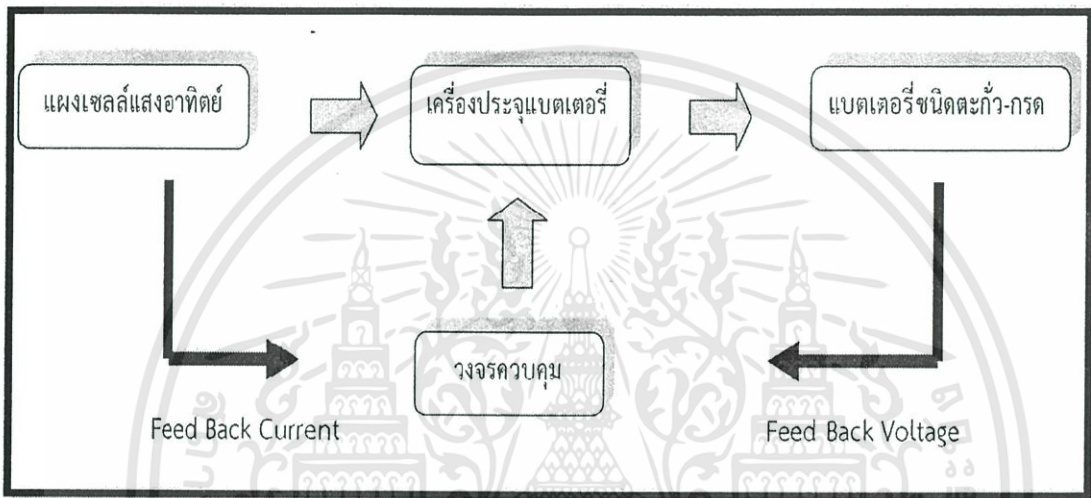 แผงเซลล์แสงอาทิตย์
เครื่องประจุแบตเตอรี่
แบตเตอรี่ชนิดตะกั่ว-กรด
วงจรควบคุม
Feed Back Current
Feed Back Voltage